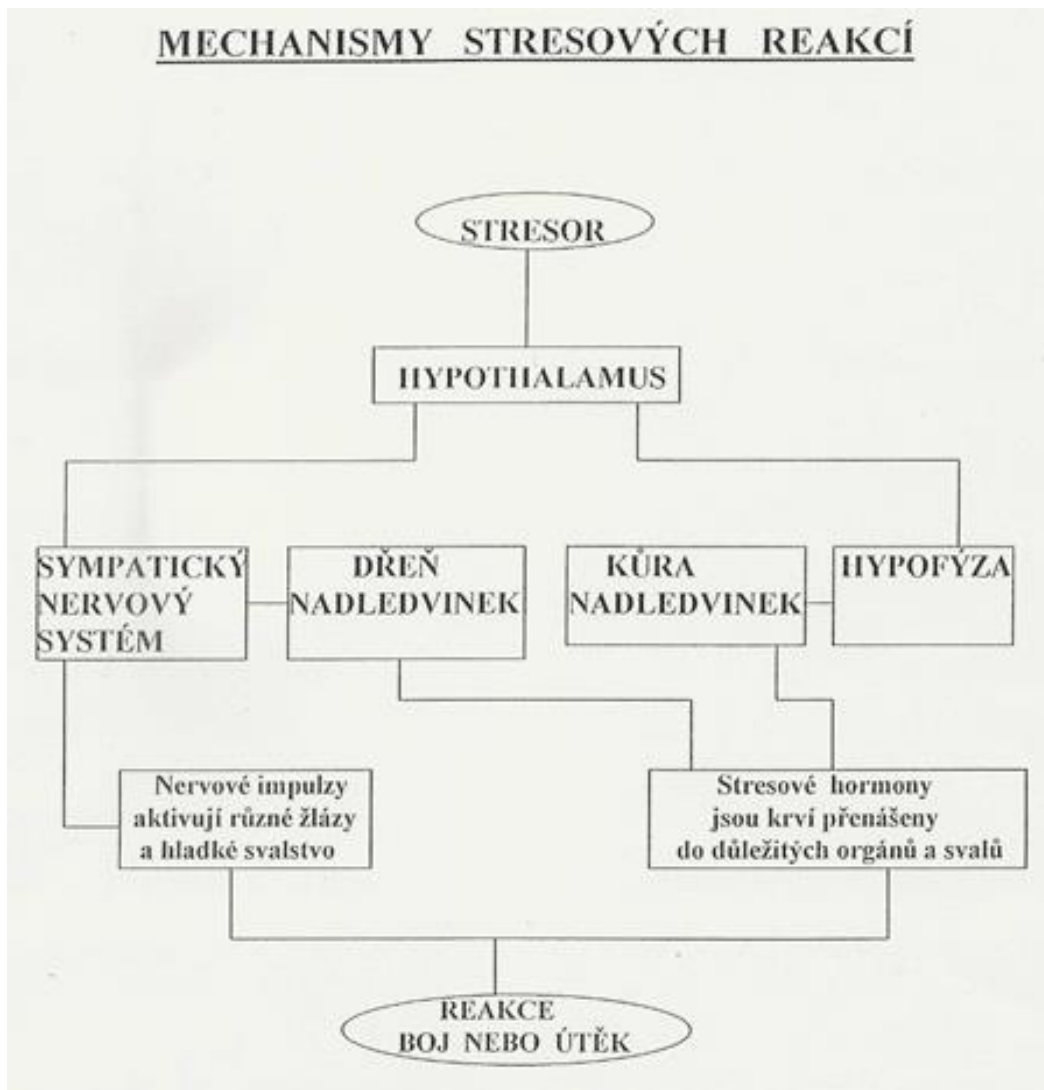 MECHANISMY STRESOVÝCH REAKCÍ
STRESOR
HYPOTHALAMUS
SYMPATICKÝ
NERVOVÝ
SYSTÉM
DŘEŇ
NADLEDVINEK
KŮRA
NADLEDVINEK
HYPOFÝZA
Nervové impulzy
aktivují různé žlázy
a hladké svalstvo
Stresové hormony
jsou krví přenášeny
do důležitých orgánů a svalů
REAKCE
BOJ NEBO ÚTĚK